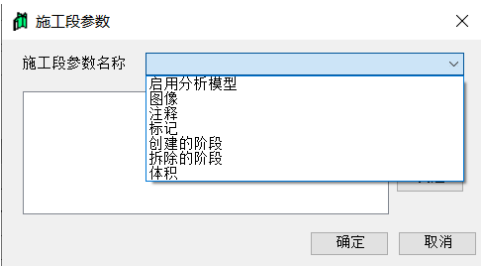 施工段参数
施工段参数名称
启用分析模型
图像
注释
标记
创建的阶段
拆除的阶段
体积
确定
取消